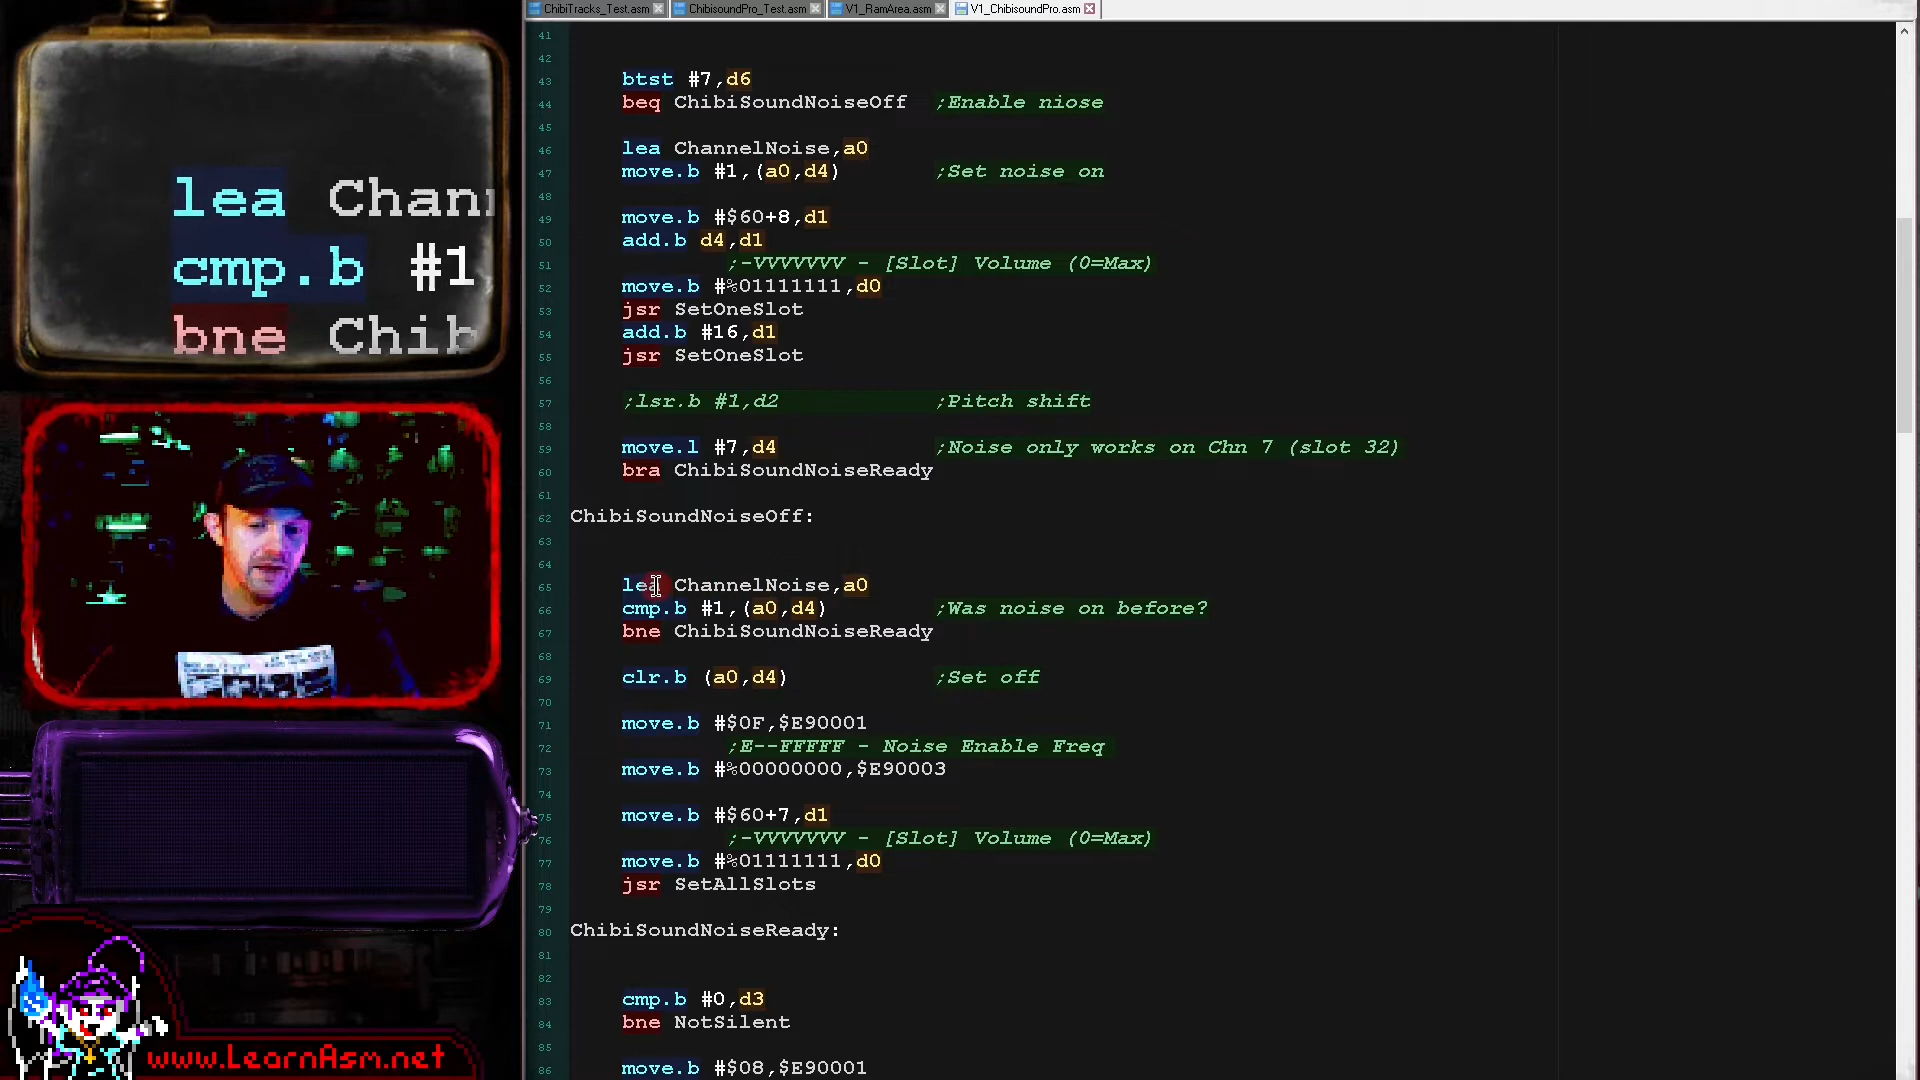 ChibiTracks_Test.asm ChibisoundPro_Test.asm V1_RamArea.asm V1_ChibisoundPro.asm
41
42
43 btst #7,d6
44 beq ChibiSoundNoiseOff ;Enable niose
45
46 lea ChannelNoise,a0
47 move.b #1,(a0,d4) ;Set noise on
48
49 move.b #$60+8,d1
50 add.b d4,d1
51 ;-VVVVVVV - [Slot] Volume (0=Max)
52 move.b #%01111111,d0
53 jsr SetOneSlot
54 add.b #16,d1
55 jsr SetOneSlot
56
57 ;lsr.b #1,d2 ;Pitch shift
58
59 move.l #7,d4 ;Noise only works on Chn 7 (slot 32)
60 bra ChibiSoundNoiseReady
61
62 ChibiSoundNoiseOff:
63
64
65 lea ChannelNoise,a0
66 cmp.b #1,(a0,d4) ;Was noise on before?
67 bne ChibiSoundNoiseReady
68
69 clr.b (a0,d4) ;Set off
70
71 move.b #$0F,$E90001
72 ;E--FFFFF - Noise Enable Freq
73 move.b #%00000000,$E90003
74
75 move.b #$60+7,d1
76 ;-VVVVVVV - [Slot] Volume (0=Max)
77 move.b #%01111111,d0
78 jsr SetAllSlots
79
80 ChibiSoundNoiseReady:
81
82
83 cmp.b #0,d3
84 bne NotSilent
85
86 move.b #$08,$E90001
lea Chan
cmp.b #1,
bne Chib
www.LearnAsm.net